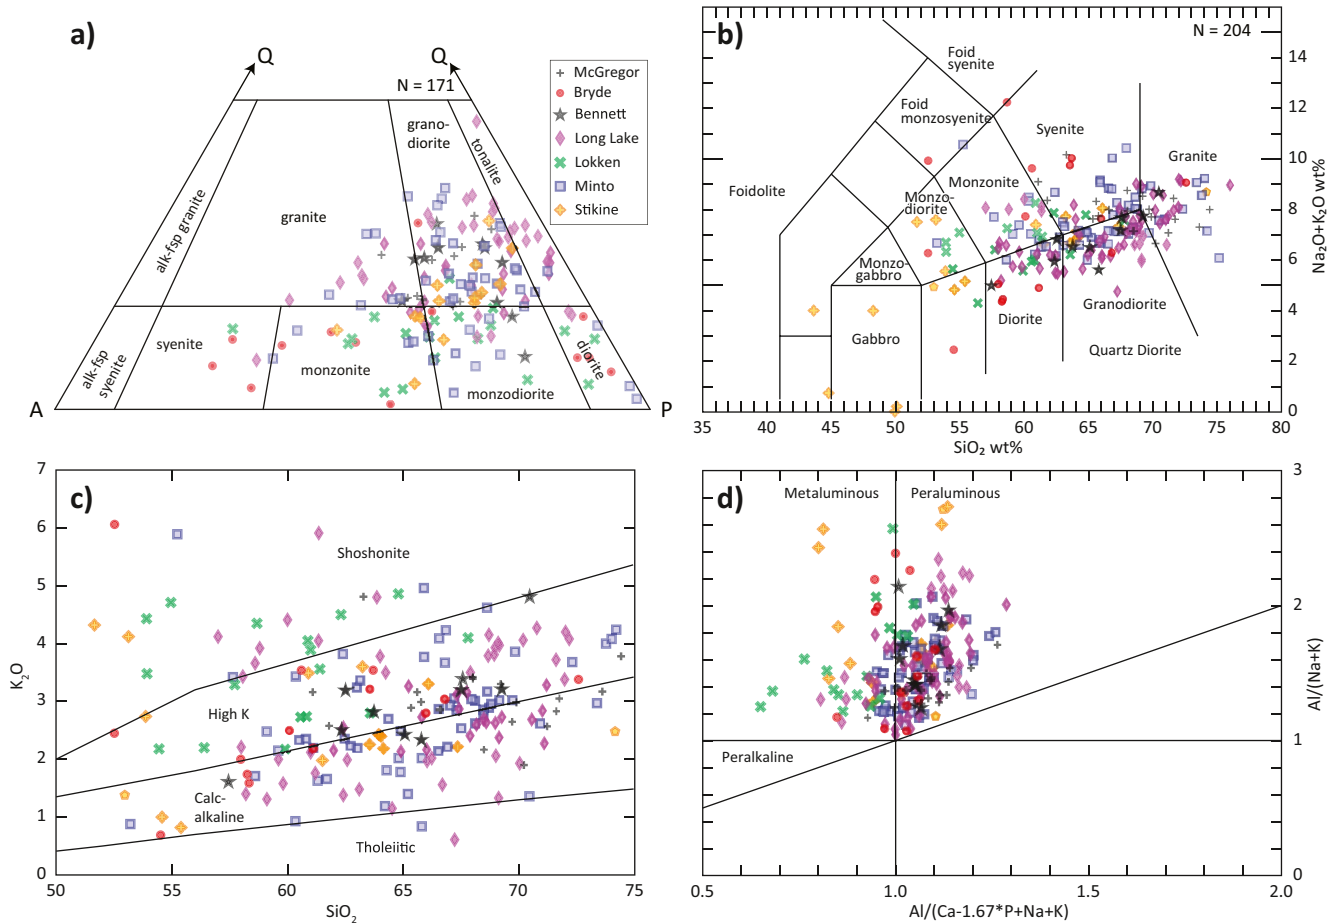 a)
Q
Q
N = 171
McGregor
Bryde
Bennett
Long Lake
Lokken
Minto
Stikine
grano-
diorite
tonalite
alk-fsp granite
granite
alk-fsp
syenite
syenite
monzonite
monzodiorite
diorite
A
P
b)
N = 204
Foid
syenite
Foid
monzosyenite
Syenite
Granite
Foidolite
Monzonite
Monzo-
diorite
Monzo-
gabbro
Gabbro
Diorite
Granodiorite
Quartz Diorite
14
12
10
8
6
4
2
0
Na₂O+K₂O wt%
35 40 45 50 55 60 65 70 75 80
SiO₂ wt%
c)
7
6
5
4
3
2
1
0
K₂O
Shoshonite
High K
Calc-
alkaline
Tholeiitic
50 55 60 65 70 75
SiO₂
d)
Metaluminous
Peraluminous
Peralkaline
3
2
1
0
Al/(Na+K)
0.5 1.0 1.5 2.0
Al/(Ca-1.67*P+Na+K)